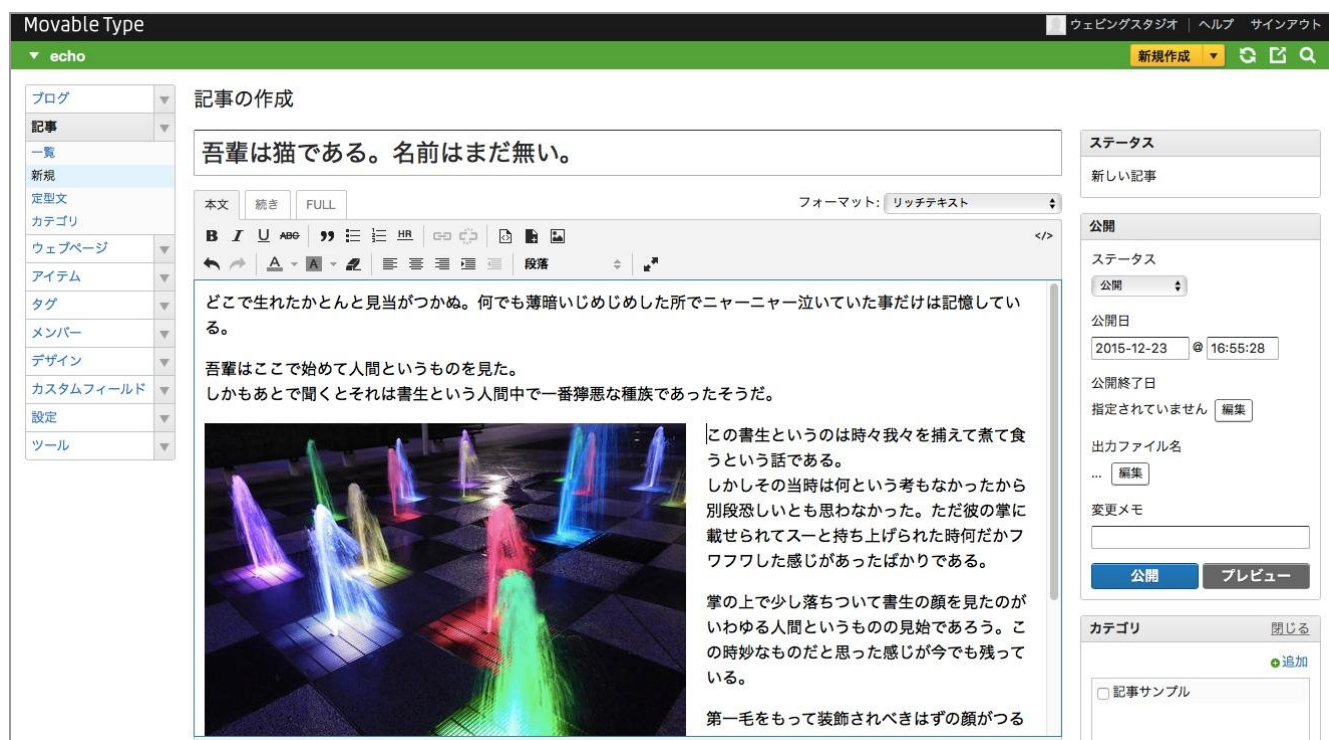 Movable Type
ウェビングスタジオ | ヘルプ サインアウト
echo
新規作成
ブログ
記事
一覧
新規
定型文
カテゴリ
ウェブページ
アイテム
タグ
メンバー
デザイン
カスタムフィールド
設定
ツール
記事の作成
吾輩は猫である。名前はまだ無い。
本文 続き FULL
フォーマット: リッチテキスト
B I U ABC HR </>
A A 段落
どこで生れたかとんと見当がつかぬ。何でも薄暗いじめじめした所でニャーニャー泣いていた事だけは記憶してい
る。
吾輩はここで始めて人間というものを見た。
しかもあとで聞くとそれは書生という人間中で一番獰悪な種族であったそうだ。
この書生というのは時々我々を捕えて煮て食
うという話である。
しかしその当時は何という考もなかったから
別段恐しいとも思わなかった。ただ彼の掌に
載せられてスーと持ち上げられた時何だかフ
ワフワした感じがあったばかりである。
掌の上で少し落ちついて書生の顔を見たのが
いわゆる人間というものの見始であろう。こ
の時妙なものだと思った感じが今でも残って
いる。
第一毛をもって装飾されべきはずの顔がつる
ステータス
新しい記事
公開
ステータス
公開
公開日
2015-12-23 @ 16:55:28
公開終了日
指定されていません 編集
出力ファイル名
... 編集
変更メモ
公開 プレビュー
カテゴリ 閉じる
追加
記事サンプル